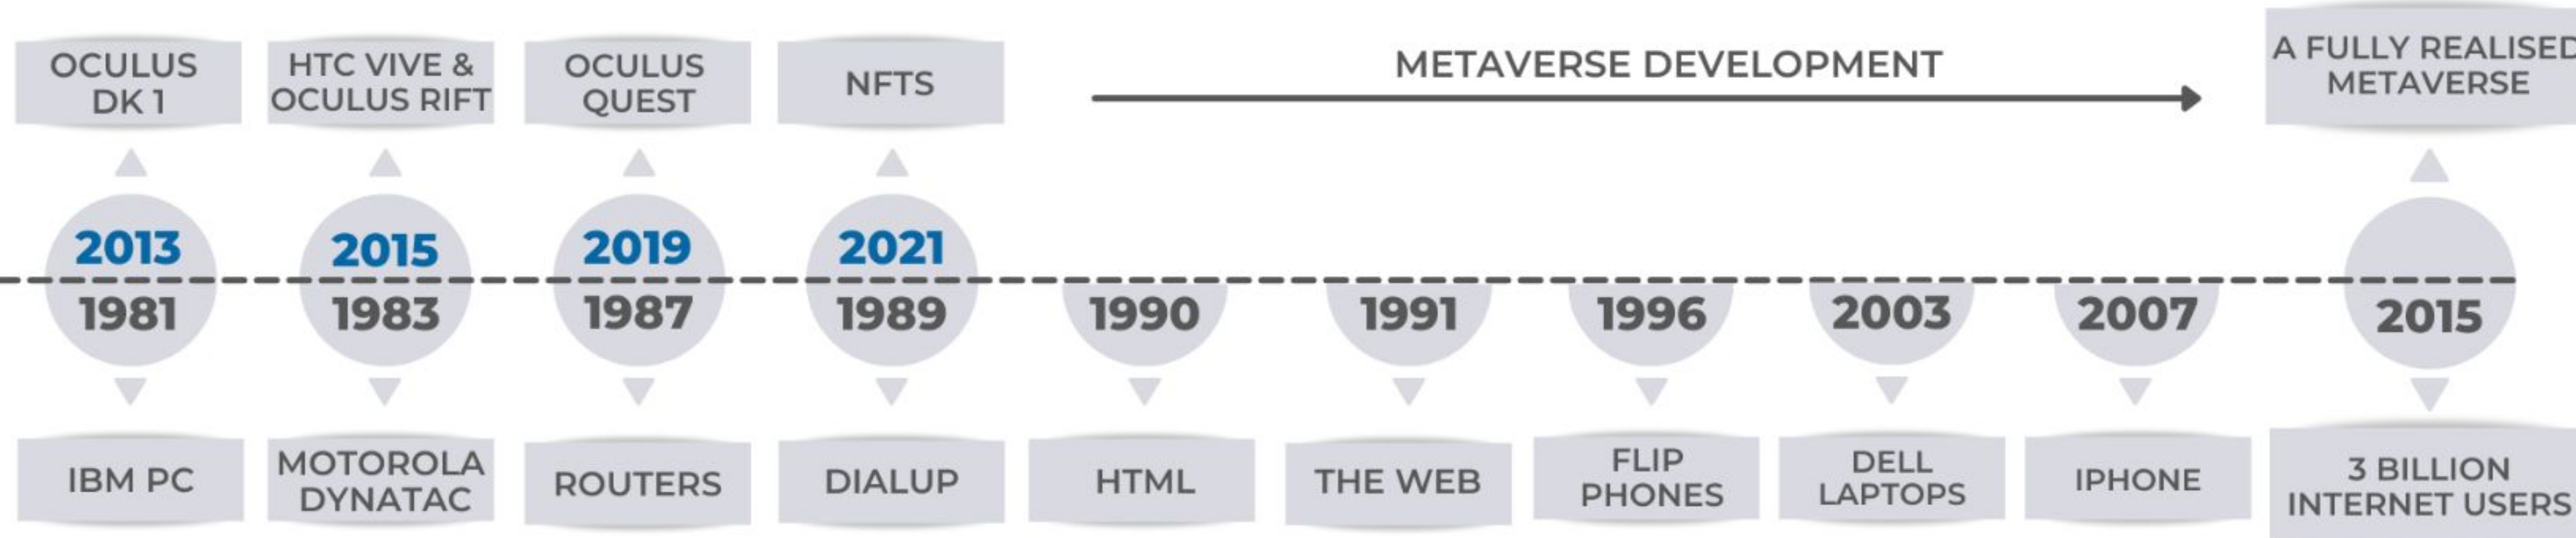 OCULUS
DK 1
HTC VIVE &
OCULUS RIFT
OCULUS
QUEST
NFTS
METAVERSE DEVELOPMENT
A FULLY REALISED
METAVERSE
2013
2015
2019
2021
1981
1983
1987
1989
1990
1991
1996
2003
2007
2015
IBM PC
MOTOROLA
DYNATAC
ROUTERS
DIALUP
HTML
THE WEB
FLIP
PHONES
DELL
LAPTOPS
IPHONE
3 BILLION
INTERNET USERS